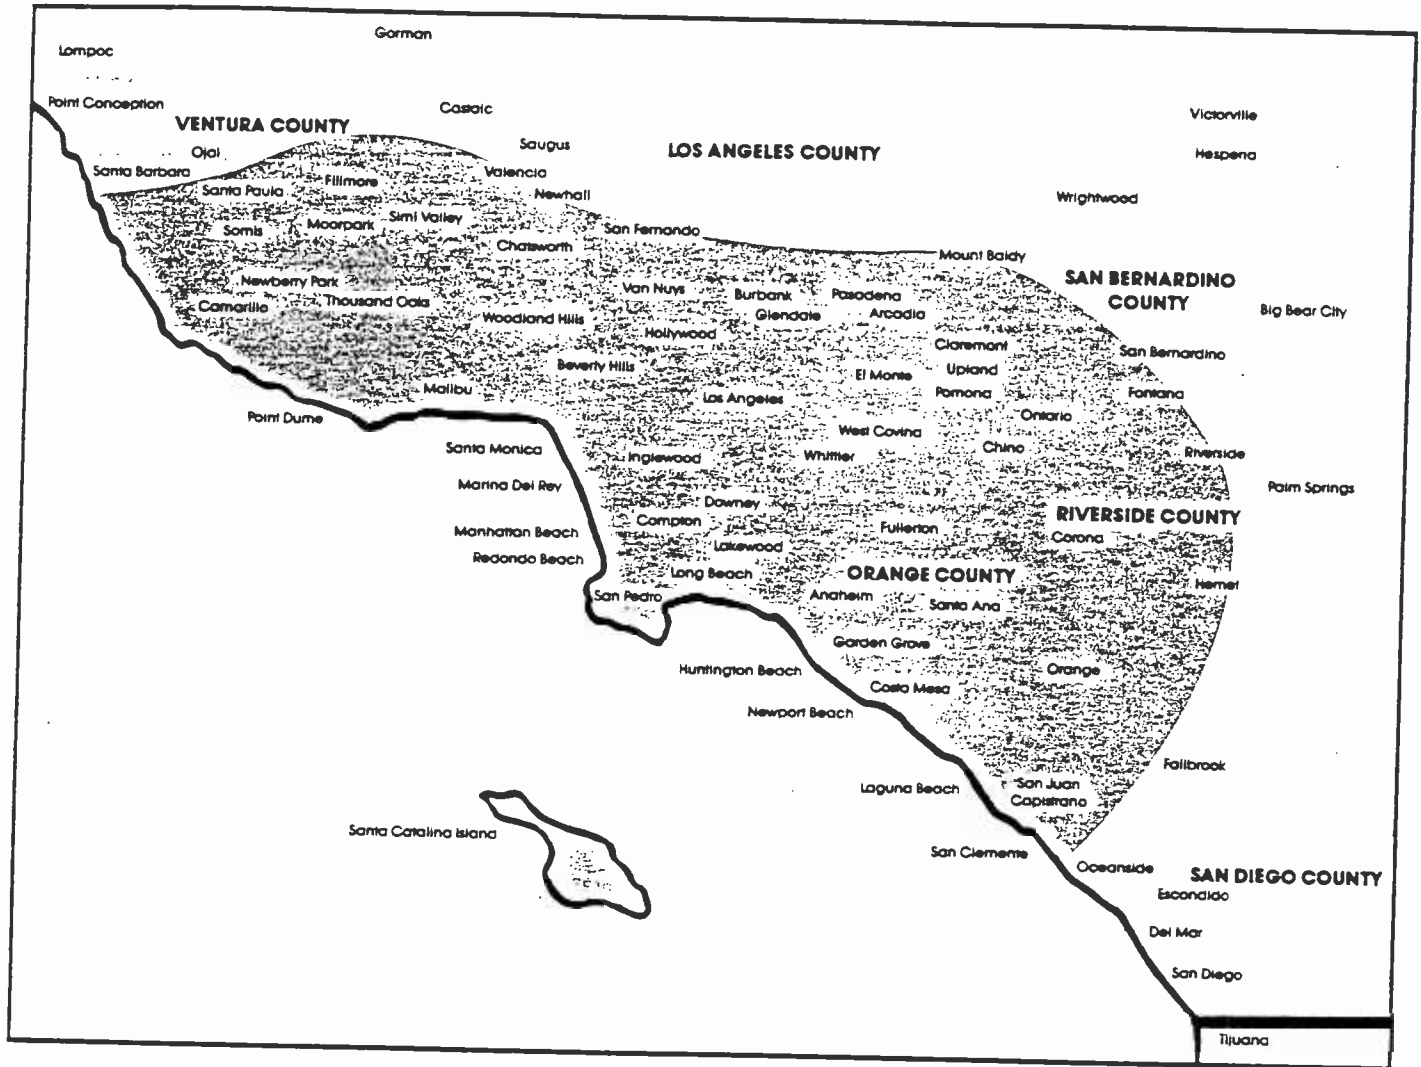 Gorman
Lompoc
Point Conception
Castaic
Victorville
VENTURA COUNTY
Saugus
LOS ANGELES COUNTY
Hesperia
Ojai
Santa Barbara
Valencia
Fillmore
Santa Paula
Newhall
Wrightwood
Simi Valley
Moorpark
Somis
San Fernando
Chatsworth
Mount Baldy
SAN BERNARDINO
COUNTY
Newberry Park
Van Nuys
Burbank
Pasadena
Thousand Oaks
Camarillo
Glendale
Arcadia
Big Bear City
Woodland Hills
Hollywood
Claremont
San Bernardino
Beverly Hills
El Monte
Upland
Malibu
Los Angeles
Pomona
Fontana
Point Dume
Ontario
West Covina
Santa Monica
Chino
Inglewood
Whittier
Riverside
Marina Del Rey
Palm Springs
Downey
RIVERSIDE COUNTY
Compton
Manhattan Beach
Fullerton
Corona
Lakewood
Redondo Beach
Long Beach
ORANGE COUNTY
Hemet
San Pedro
Anaheim
Santa Ana
Garden Grove
Huntington Beach
Orange
Costa Mesa
Newport Beach
Fallbrook
Laguna Beach
San Juan
Capistrano
Santa Catalina Island
San Clemente
Oceanside
SAN DIEGO COUNTY
Escondido
Del Mar
San Diego
Tijuana